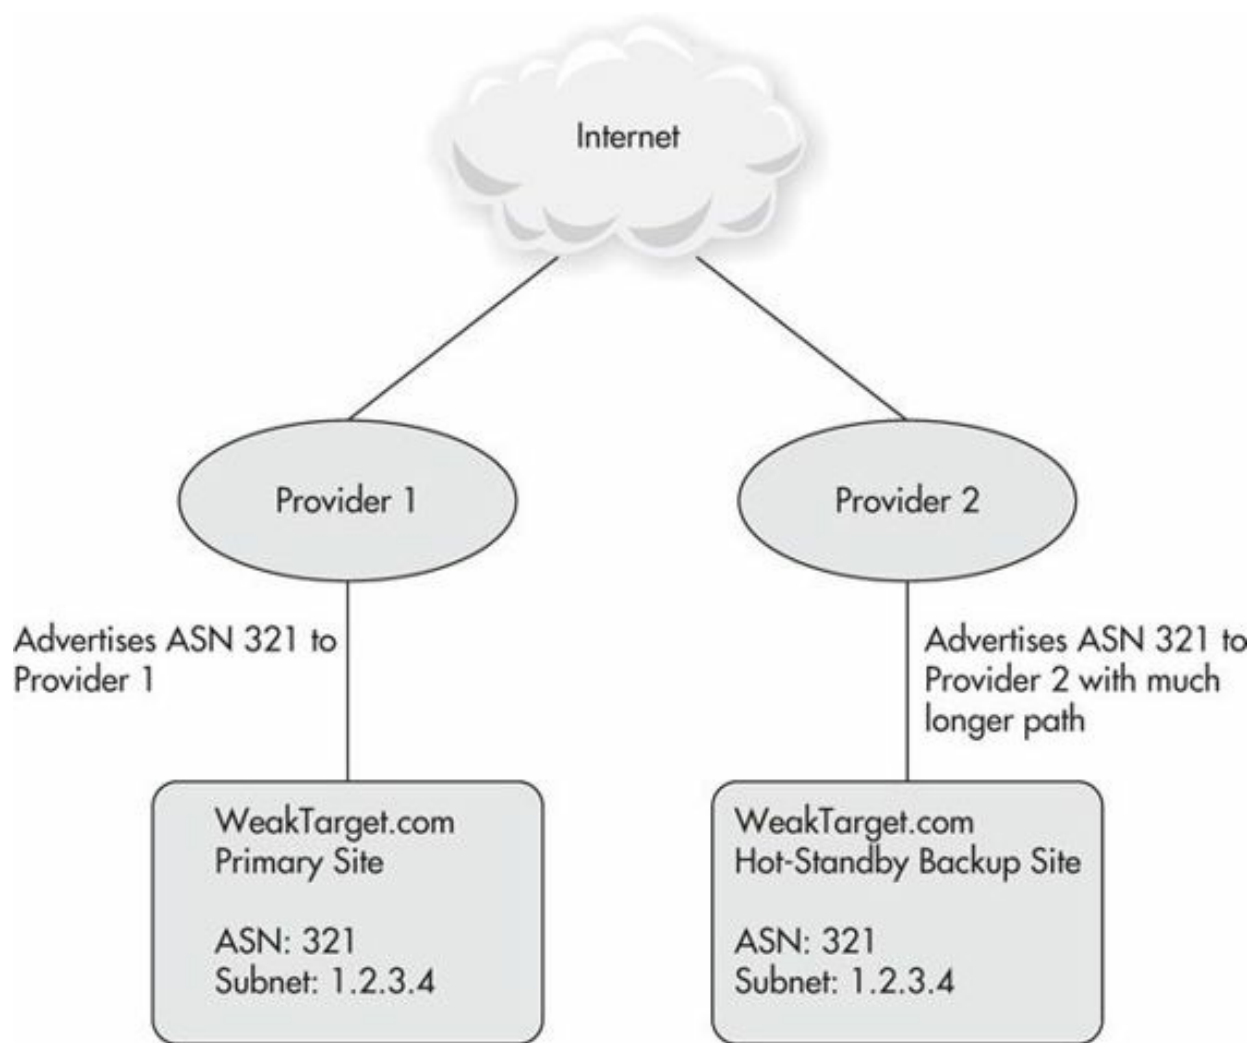 Internet
Provider 1
Provider 2
Advertises ASN 321 to
Provider 1
Advertises ASN 321 to
Provider 2 with much
longer path
WeakTarget.com
Primary Site
ASN: 321
Subnet: 1.2.3.4
WeakTarget.com
Hot-Standby Backup Site
ASN: 321
Subnet: 1.2.3.4